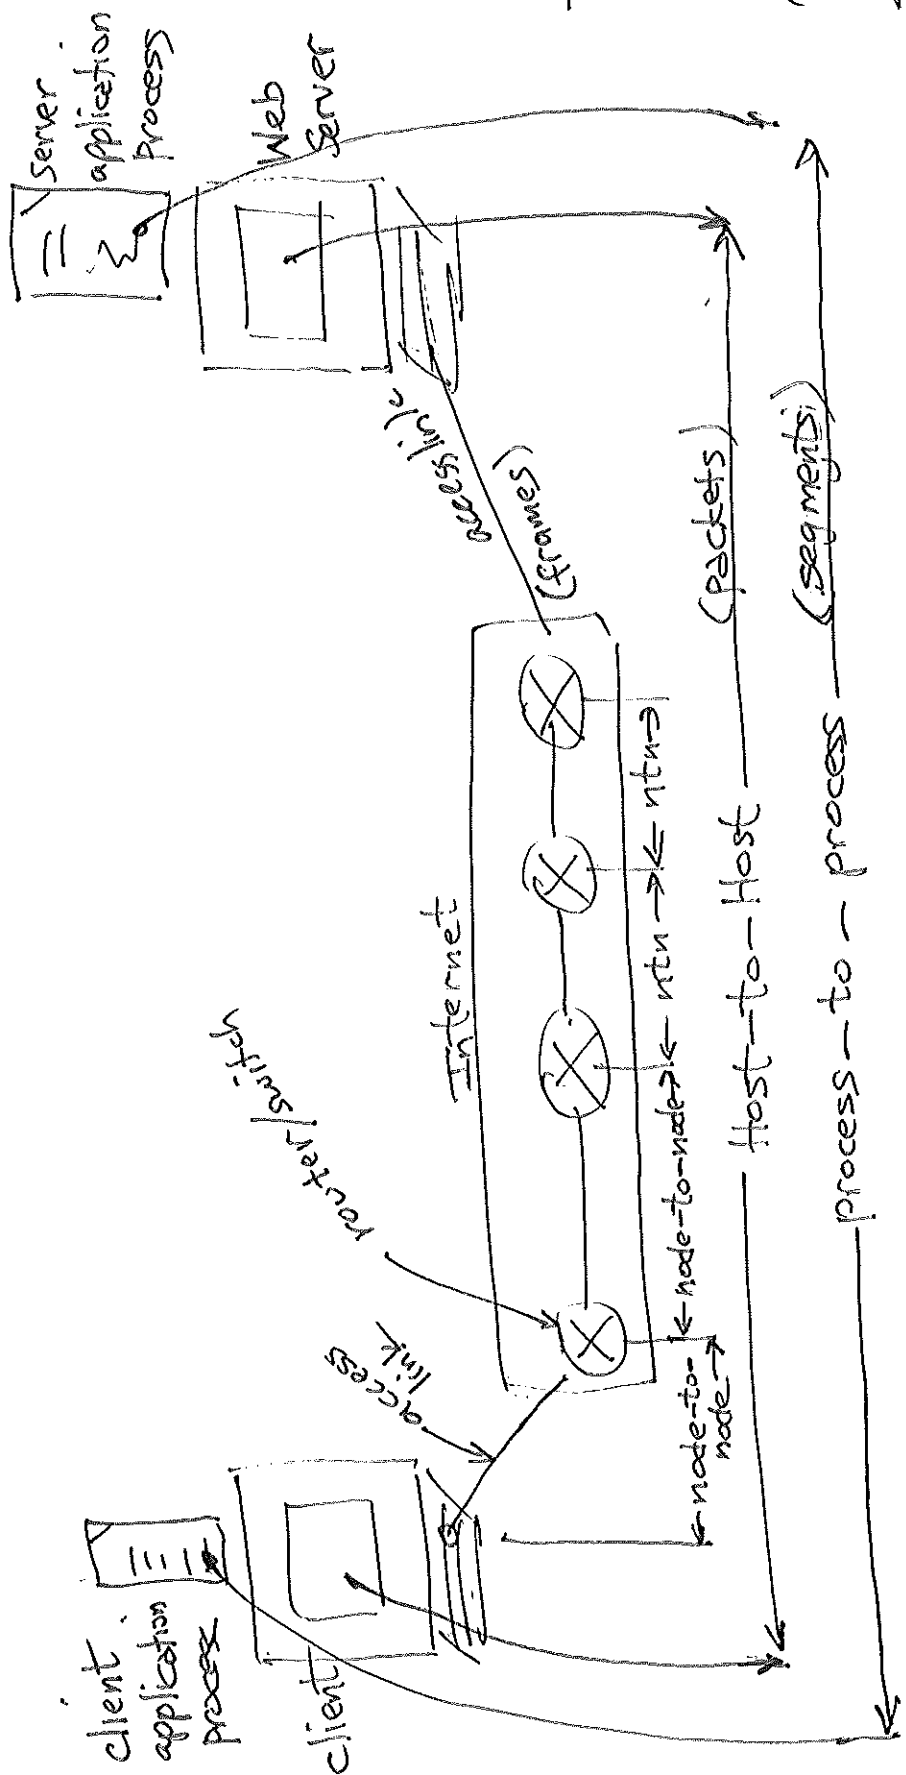 client
application
process
client
access
link
router/switch
Internet
access link
(frames)
server
application
process
Web
Server
node-to-
node
node-to-node
ntn
ntn
Host-to-Host
(packets)
process-to-process
(segments)